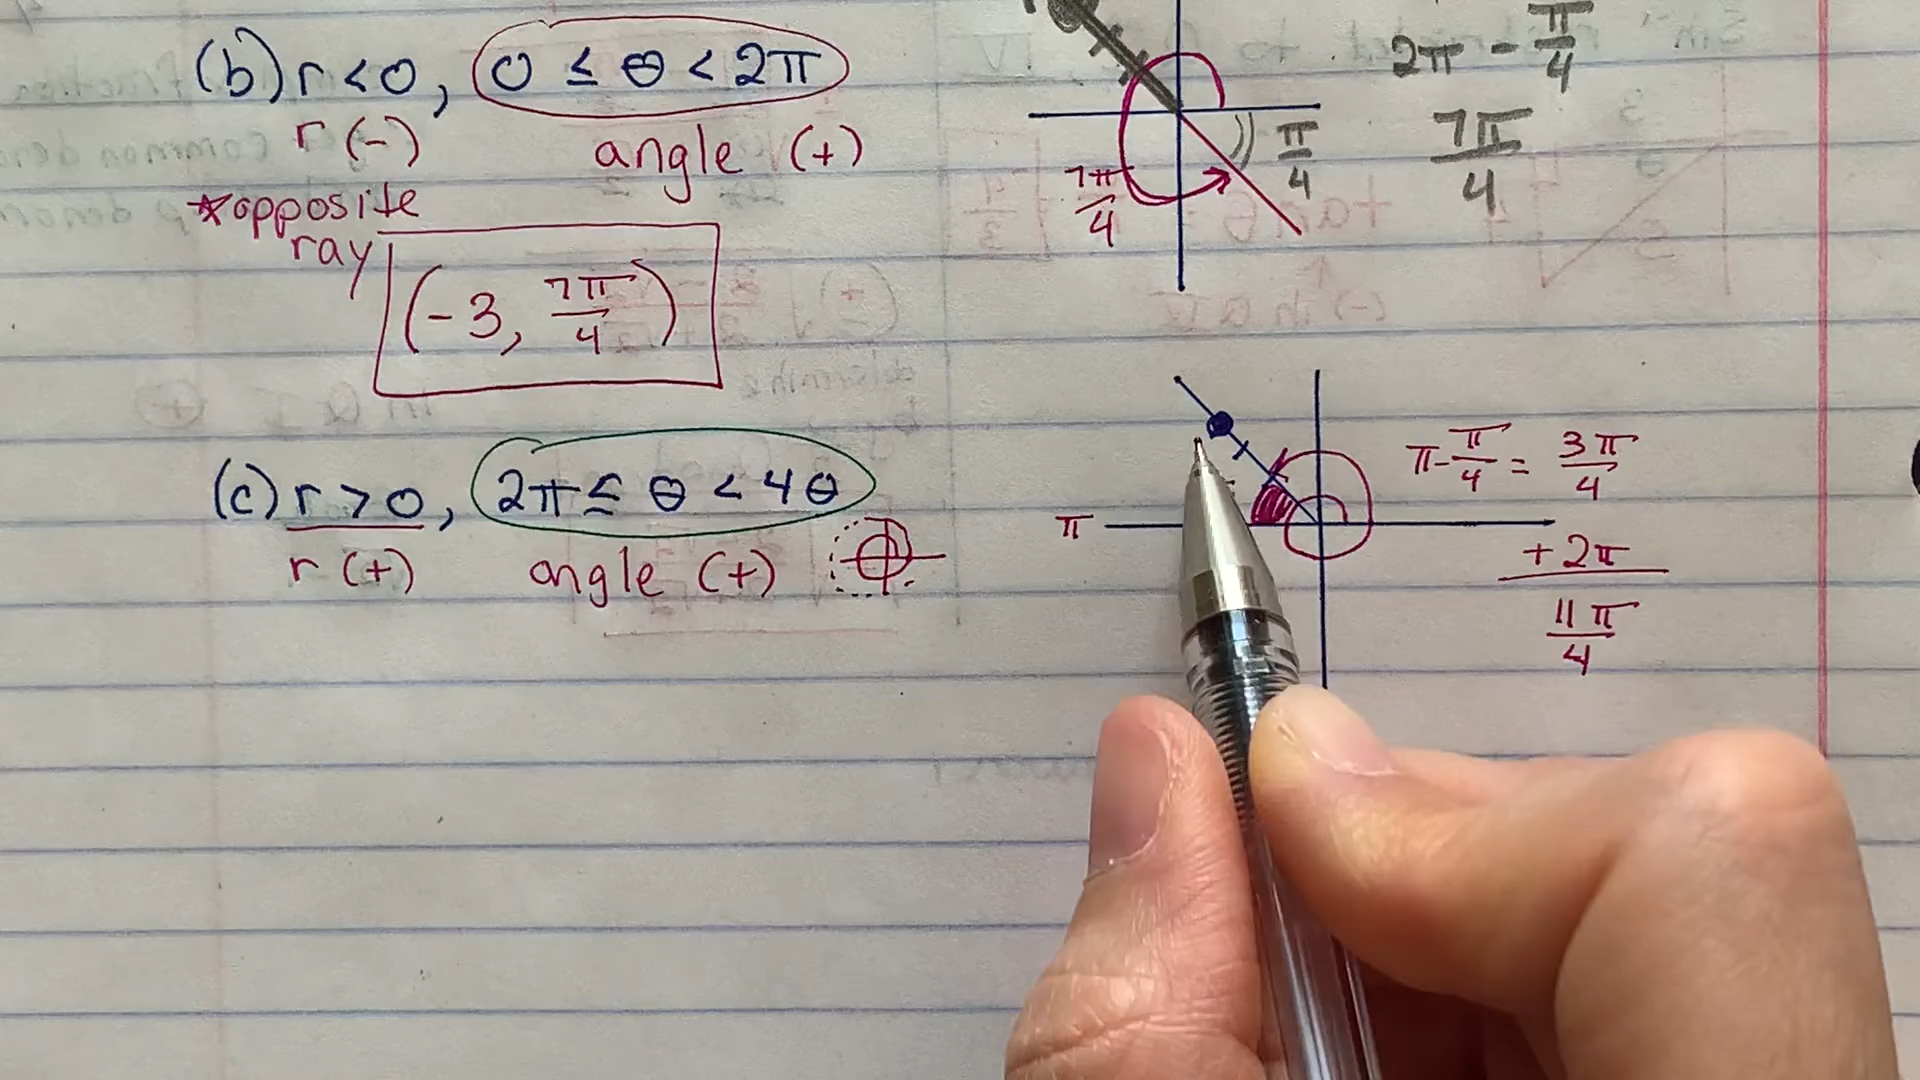 (b) r < 0, 0 ≤ θ < 2π
r (-) angle (+)
*opposite
ray
(-3, 7π/4)
2π - π/4
7π/4
π/4
7π/4
(c) r > 0, 2π ≤ θ < 4θ
r (+) angle (+)
π
π - π/4 = 3π/4
+ 2π
11π/4